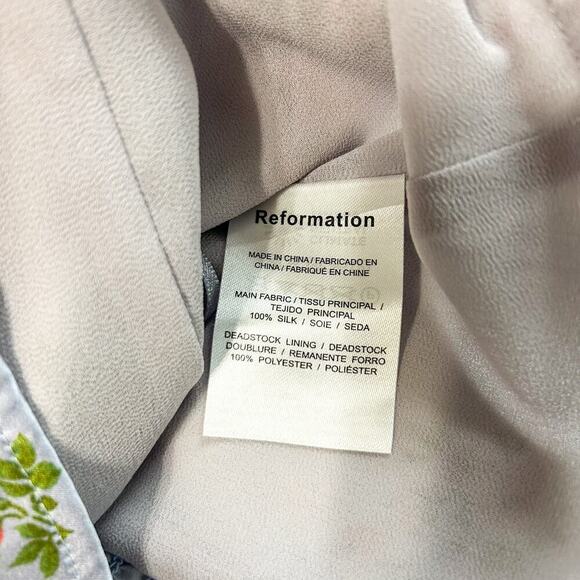 Reformation
MADE IN CHINA / FABRICADO EN
CHINA / FABRIQUÉ EN CHINE
MAIN FABRIC / TISSU PRINCIPAL /
TEJIDO PRINCIPAL
100% SILK / SOIE / SEDA
DEADSTOCK LINING / DEADSTOCK
DOUBLURE / REMANENTE FORRO
100% POLYESTER / POLIÉSTER